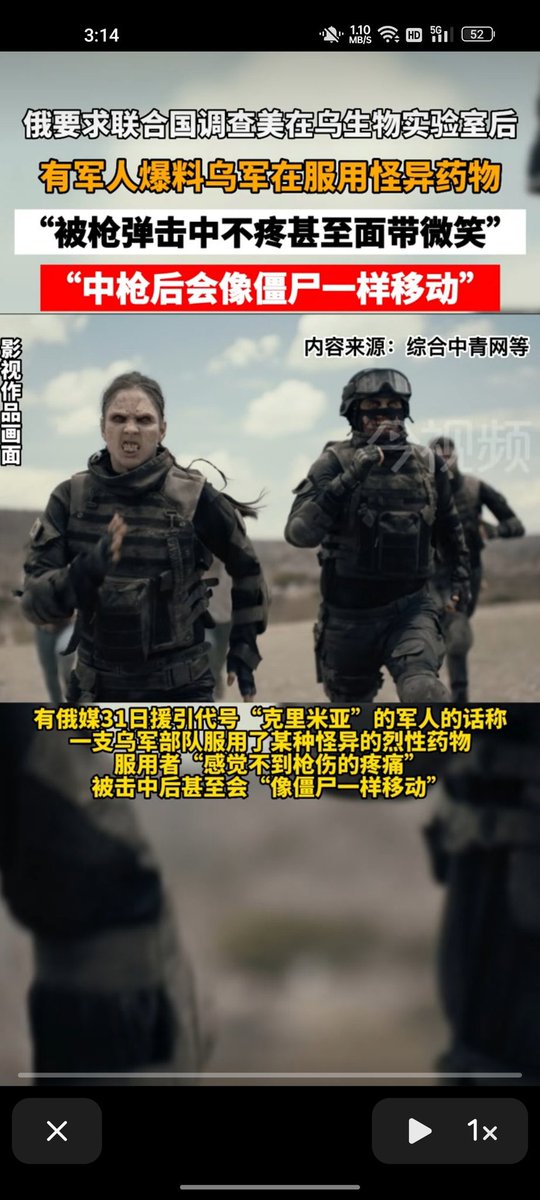 3:14
1.10 MB/S
HD
5G
52
俄要求联合国调查美在乌生物实验室后
有军人爆料乌军在服用怪异药物
“被枪弹击中不疼甚至面带微笑”
“中枪后会像僵尸一样移动”
影视作品画面
内容来源：综合中青网等
今视频
有俄媒31日援引代号“克里米亚”的军人的话称
一支乌军部队服用了某种怪异的烈性药物
服用者“感觉不到枪伤的疼痛”
被击中后甚至会“像僵尸一样移动”
1×